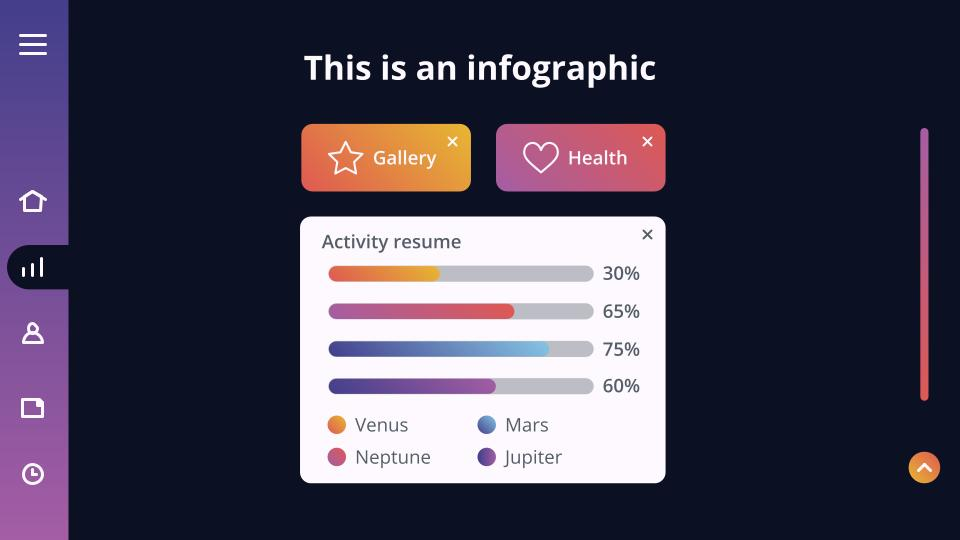 This is an infographic
Gallery
Health
Activity resume
30%
65%
75%
60%
Venus
Mars
Neptune
Jupiter